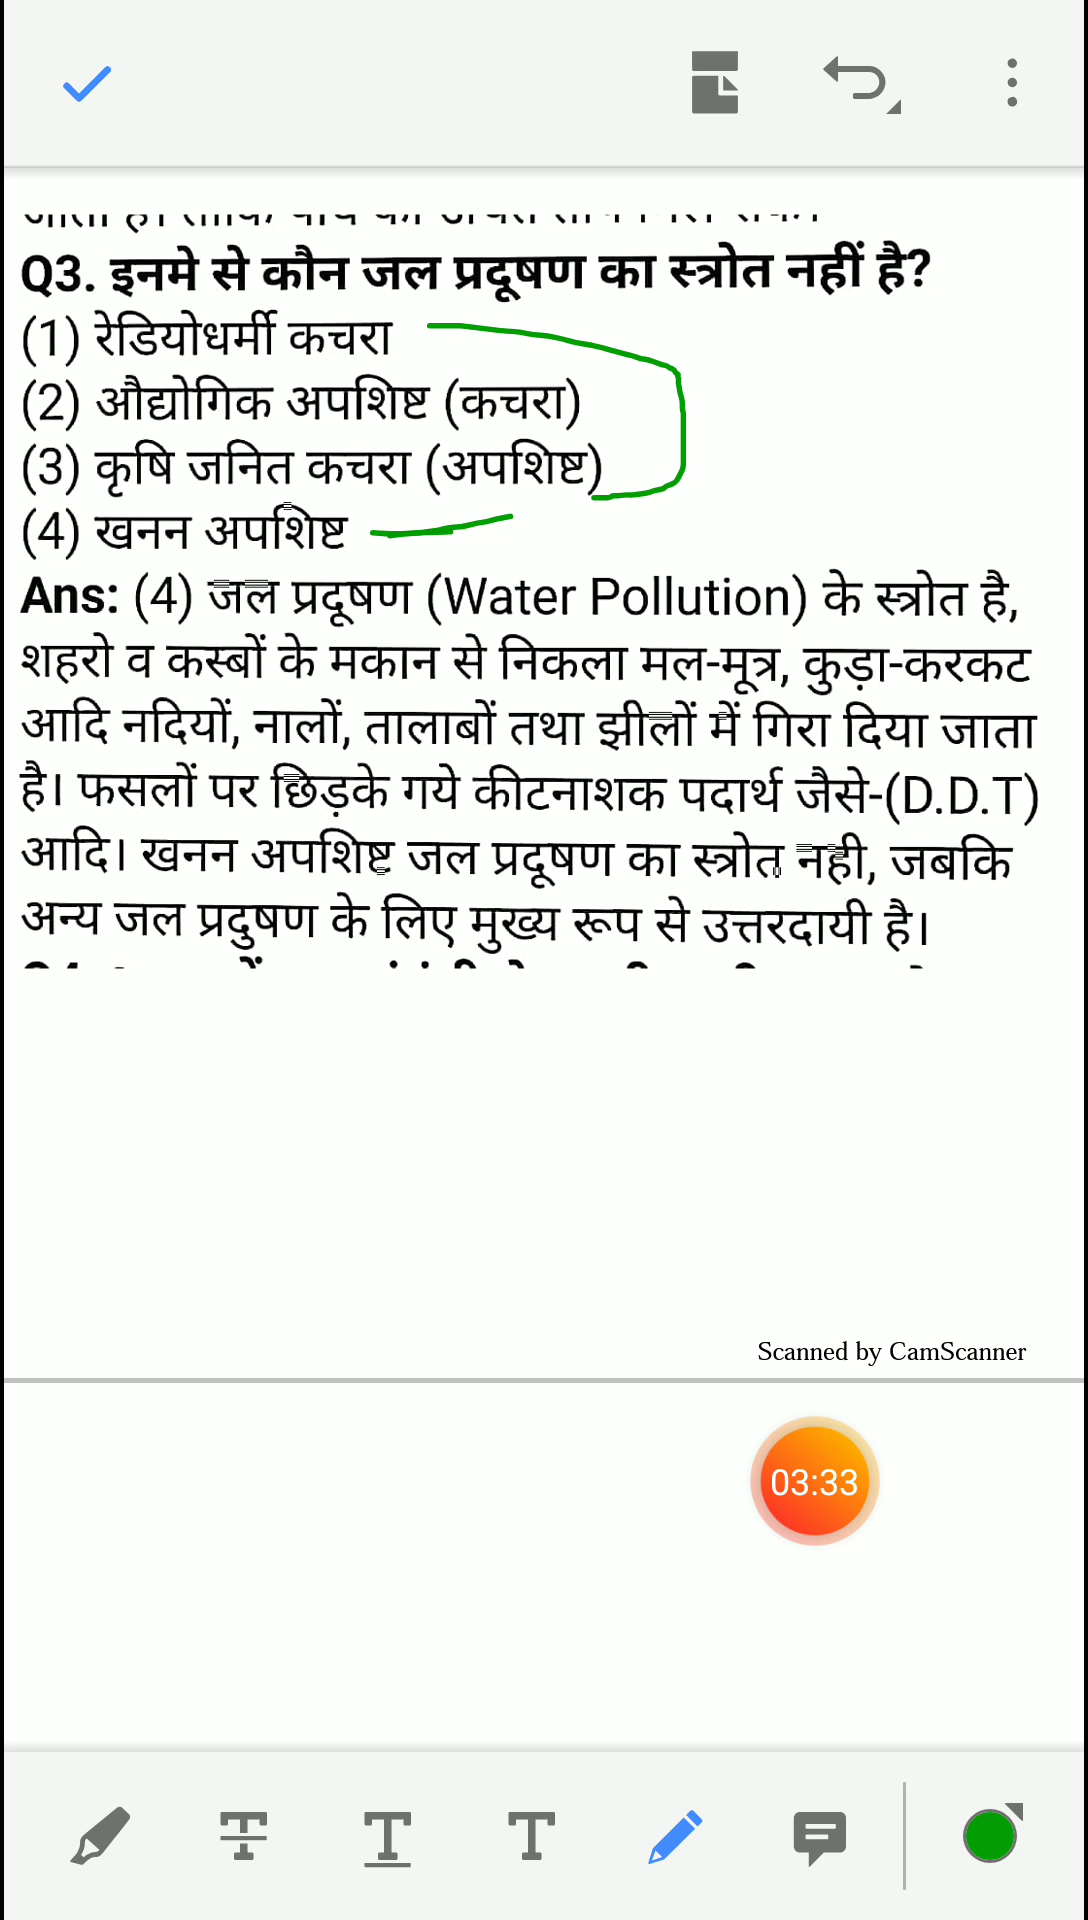 Q3. इनमे से कौन जल प्रदूषण का स्त्रोत नहीं है?
(1) रेडियोधर्मी कचरा
(2) औद्योगिक अपशिष्ट (कचरा)
(3) कृषि जनित कचरा (अपशिष्ट)
(4) खनन अपशिष्ट
Ans: (4) जल प्रदूषण (Water Pollution) के स्त्रोत है,
शहरो व कस्बों के मकान से निकला मल-मूत्र, कुड़ा-करकट
आदि नदियों, नालों, तालाबों तथा झीलों में गिरा दिया जाता
है। फसलों पर छिड़के गये कीटनाशक पदार्थ जैसे-(D.D.T)
आदि। खनन अपशिष्ट जल प्रदूषण का स्त्रोत नही, जबकि
अन्य जल प्रदुषण के लिए मुख्य रूप से उत्तरदायी है।
Scanned by CamScanner
03:33